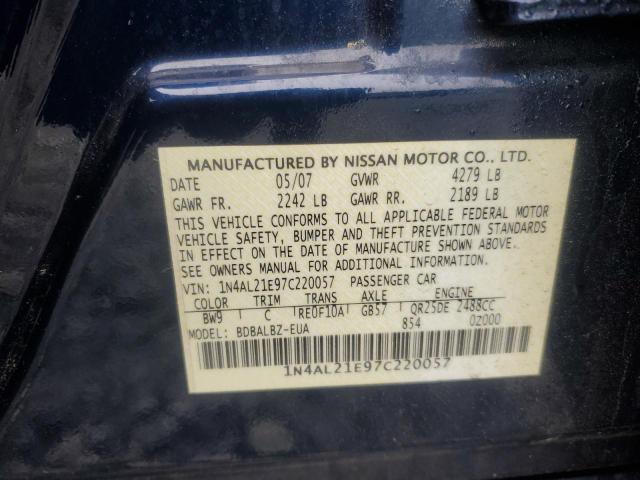 MANUFACTURED BY NISSAN MOTOR CO., LTD.
DATE 05/07 GVWR 4279 LB
GAWR FR. 2242 LB GAWR RR. 2189 LB
THIS VEHICLE CONFORMS TO ALL APPLICABLE FEDERAL MOTOR
VEHICLE SAFETY, BUMPER AND THEFT PREVENTION STANDARDS
IN EFFECT ON THE DATE OF MANUFACTURE SHOWN ABOVE.
SEE OWNERS MANUAL FOR ADDITIONAL INFORMATION.
VIN: 1N4AL21E97C220057 PASSENGER CAR
COLOR TRIM TRANS AXLE ENGINE
BW9 C RE0F10A GB57 QR25DE 2488CC
MODEL: BDBALBZ-EUA 854 0Z000
1N4AL21E97C220057